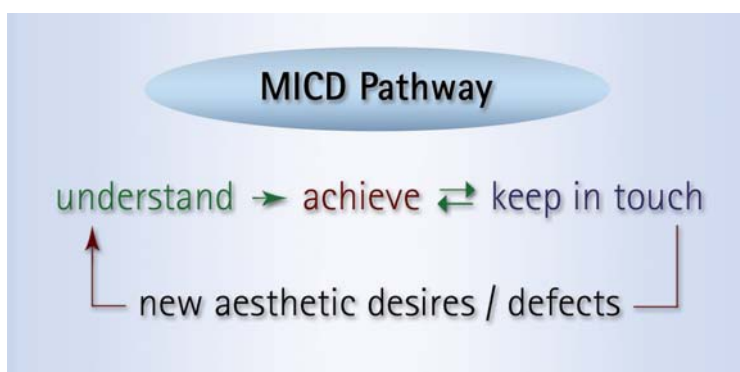 MICD Pathway
understand → achieve ⇄ keep in touch
new aesthetic desires / defects